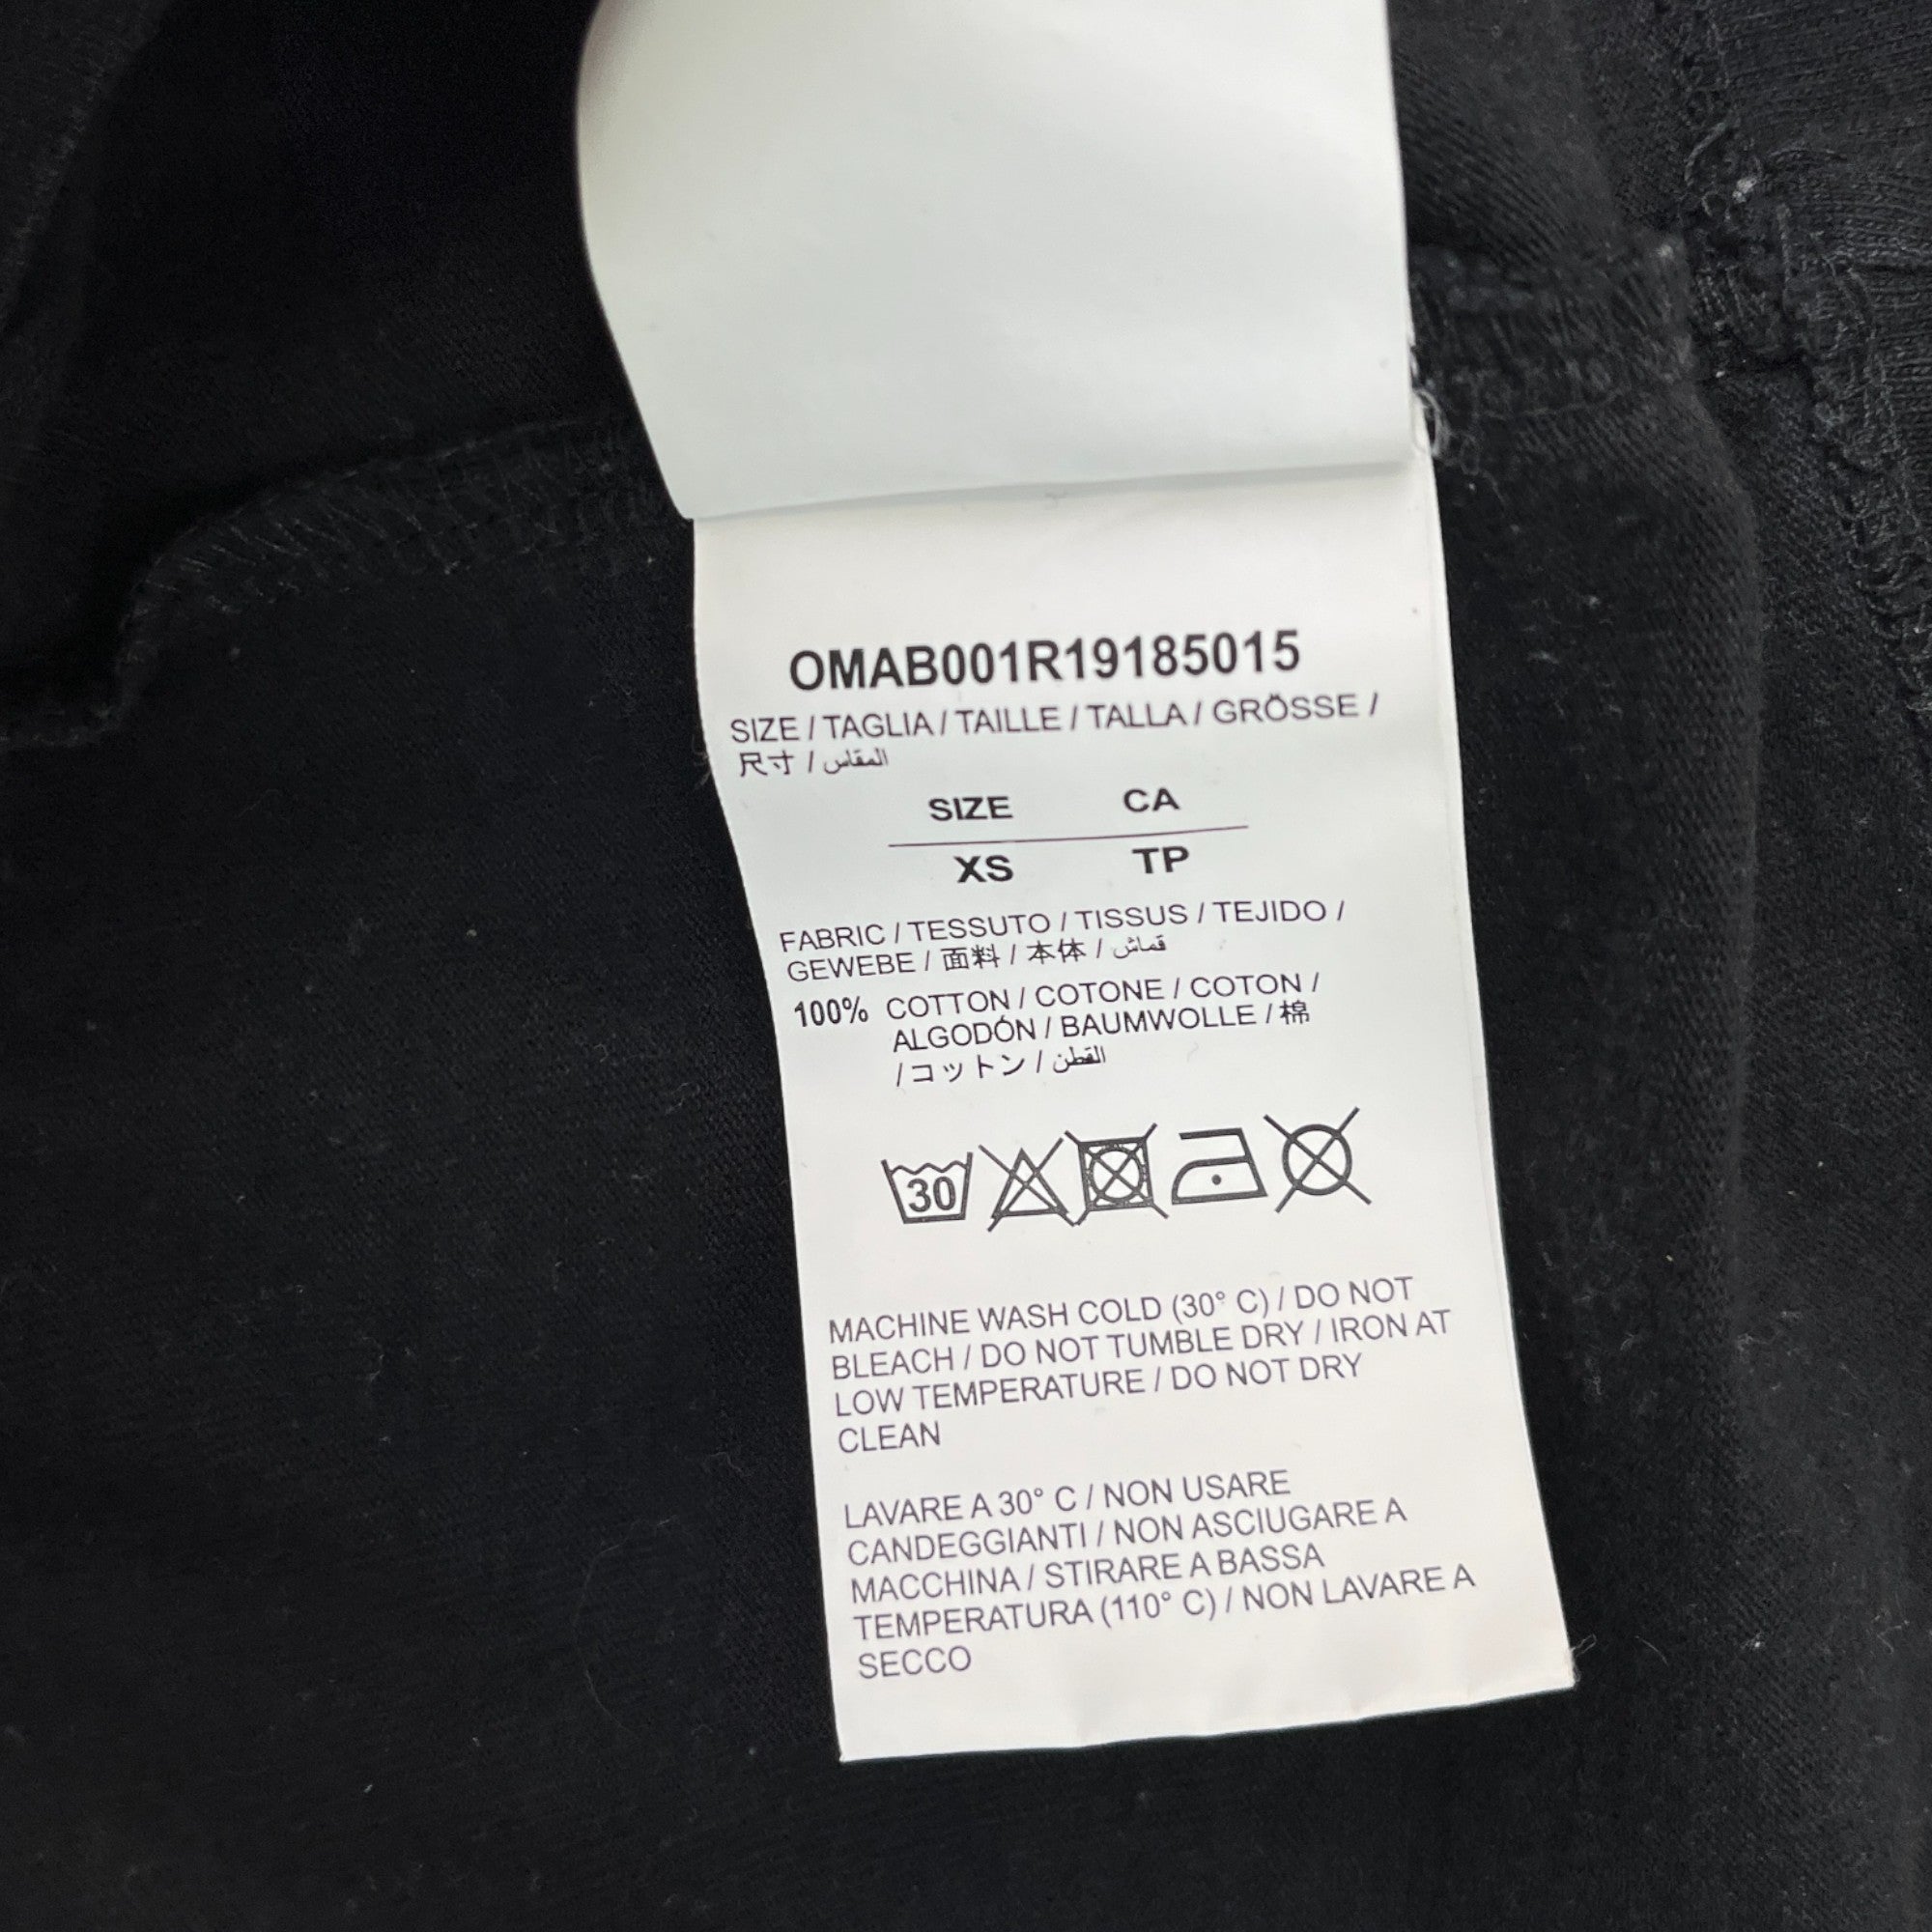 OMAB001R19185015
SIZE / TAGLIA / TAILLE / TALLA / GRÖSSE /
尺寸 / المقاس
SIZE CA
XS TP
FABRIC / TESSUTO / TISSUS / TEJIDO /
GEWEBE / 面料 / 本体 / قماش
100% COTTON / COTONE / COTON /
ALGODÓN / BAUMWOLLE / 棉
/ コットン / القطن
30
MACHINE WASH COLD (30° C) / DO NOT
BLEACH / DO NOT TUMBLE DRY / IRON AT
LOW TEMPERATURE / DO NOT DRY
CLEAN
LAVARE A 30° C / NON USARE
CANDEGGIANTI / NON ASCIUGARE A
MACCHINA / STIRARE A BASSA
TEMPERATURA (110° C) / NON LAVARE A
SECCO